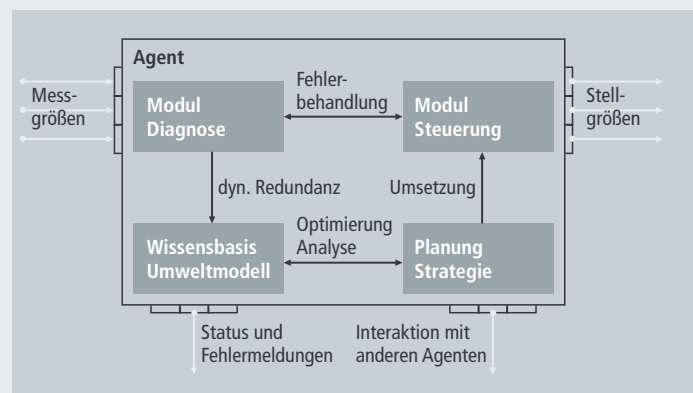 Agent
Mess-
größen
Modul
Diagnose
Fehler-
behandlung
Modul
Steuerung
Stell-
größen
dyn. Redundanz
Umsetzung
Wissensbasis
Umweltmodell
Optimierung
Analyse
Planung
Strategie
Status und
Fehlermeldungen
Interaktion mit
anderen Agenten